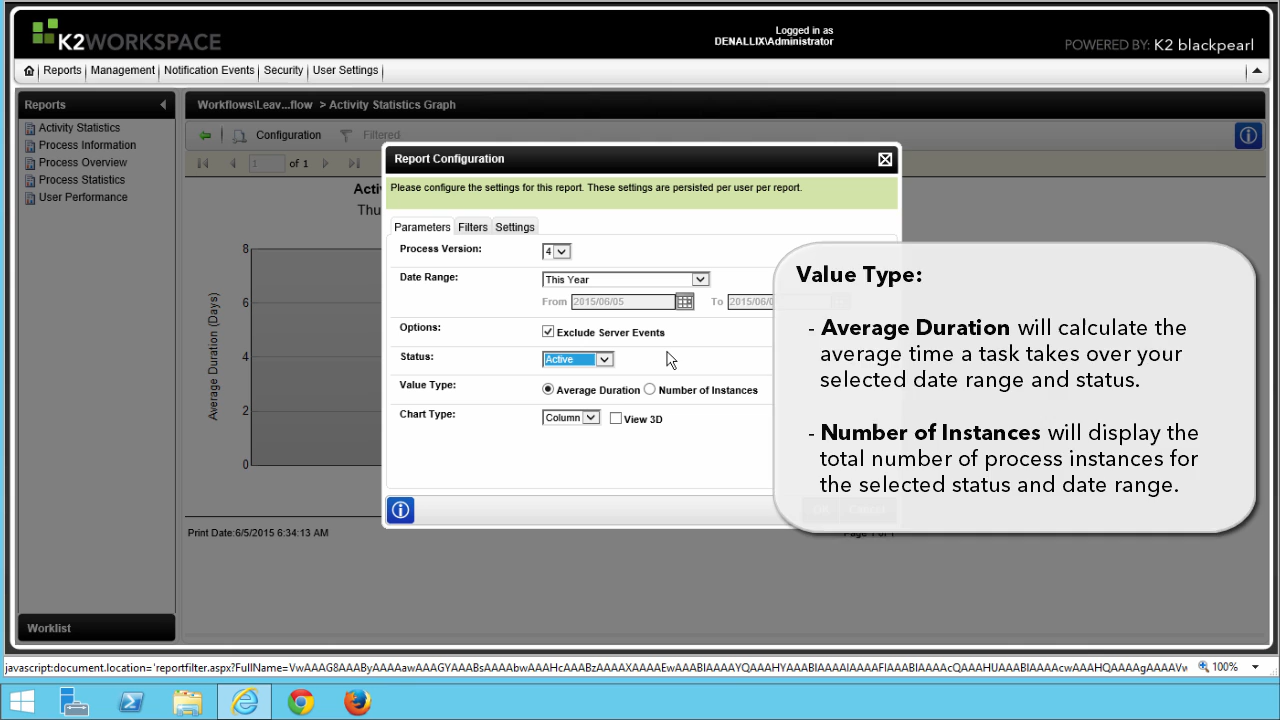 K2WORKSPACE
Logged in as
DENALLIX\Administrator
POWERED BY: K2 blackpearl
Reports Management Notification Events Security User Settings
Reports
Activity Statistics
Process Information
Process Overview
Process Statistics
User Performance
Worklist
Workflows\Leav...flow > Activity Statistics Graph
Configuration Filtered
1 of 1
Acti
Thu
8
6
4
2
0
Average Duration (Days)
Print Date:6/5/2015 6:34:13 AM
Page 1 of 1
Report Configuration
Please configure the settings for this report. These settings are persisted per user per report.
Parameters Filters Settings
Process Version: 4
Date Range: This Year
From 2015/06/05 To 2015/06/0
Options: Exclude Server Events
Status: Active
Value Type: Average Duration Number of Instances
Chart Type: Column View 3D
OK Cancel
Value Type:
- Average Duration will calculate the
average time a task takes over your
selected date range and status.
- Number of Instances will display the
total number of process instances for
the selected status and date range.
100%